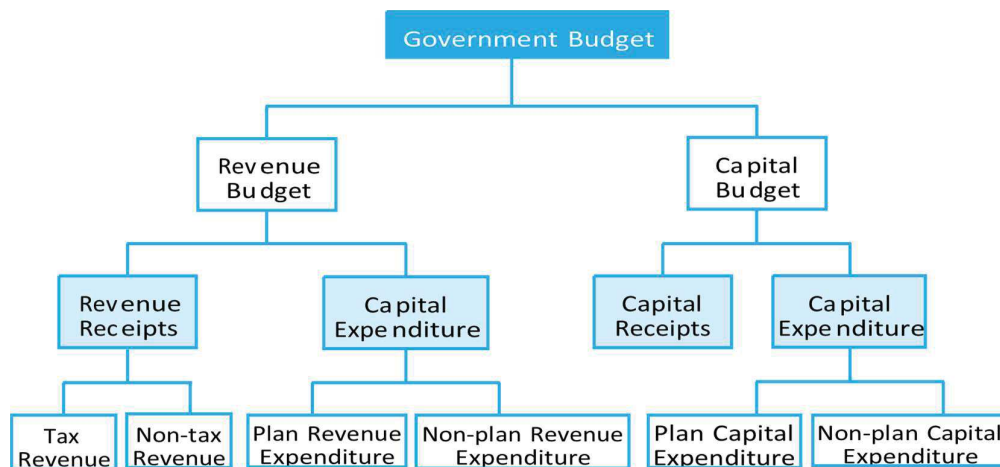 Government Budget
Revenue
Budget
Capital
Budget
Revenue
Receipts
Capital
Expenditure
Capital
Receipts
Capital
Expenditure
Tax
Revenue
Non-tax
Revenue
Plan Revenue
Expenditure
Non-plan Revenue
Expenditure
Plan Capital
Expenditure
Non-plan Capital
Expenditure